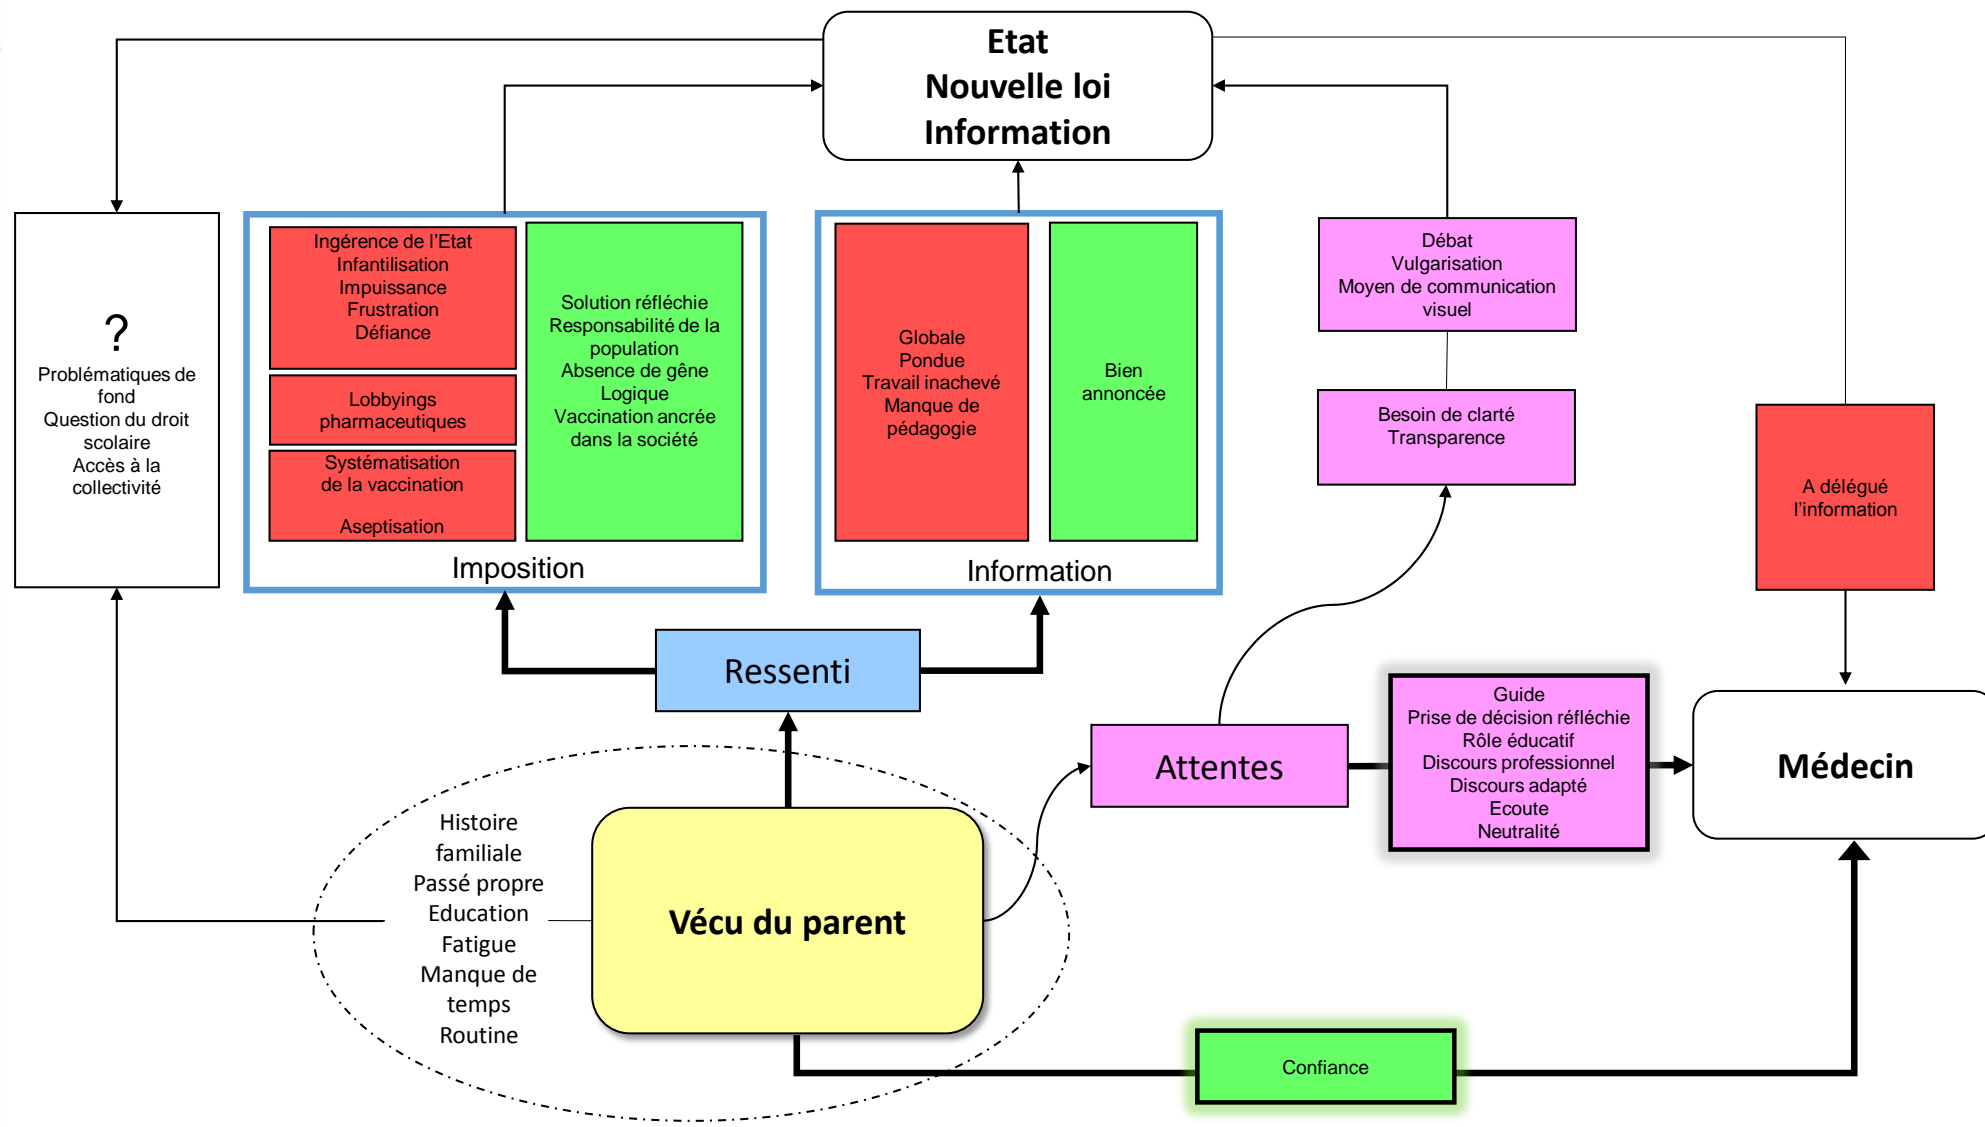 Etat
Nouvelle loi
Information
?
Problématiques de
fond
Question du droit
scolaire
Accès à la
collectivité
Ingérence de l'Etat
Infantilisation
Impuissance
Frustration
Défiance
Lobbyings
pharmaceutiques
Systématisation
de la vaccination
Aseptisation
Solution réfléchie
Responsabilité de la
population
Absence de gêne
Logique
Vaccination ancrée
dans la société
Imposition
Globale
Pondue
Travail inachevé
Manque de
pédagogie
Bien
annoncée
Information
Débat
Vulgarisation
Moyen de communication
visuel
Besoin de clarté
Transparence
A délégué
l'information
Ressenti
Attentes
Guide
Prise de décision réfléchie
Rôle éducatif
Discours professionnel
Discours adapté
Ecoute
Neutralité
Médecin
Histoire
familiale
Passé propre
Education
Fatigue
Manque de
temps
Routine
Vécu du parent
Confiance